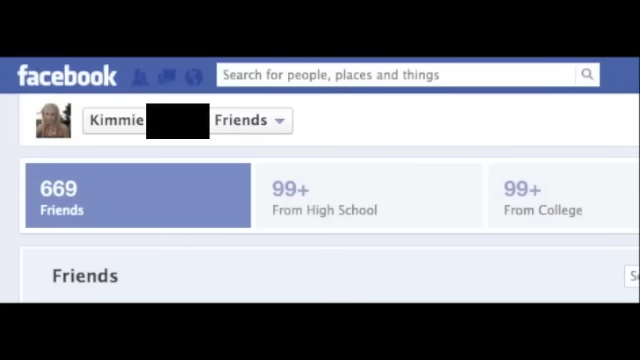 facebook
Search for people, places and things
Kimmie Friends
669
Friends
99+
From High School
99+
From College
Friends